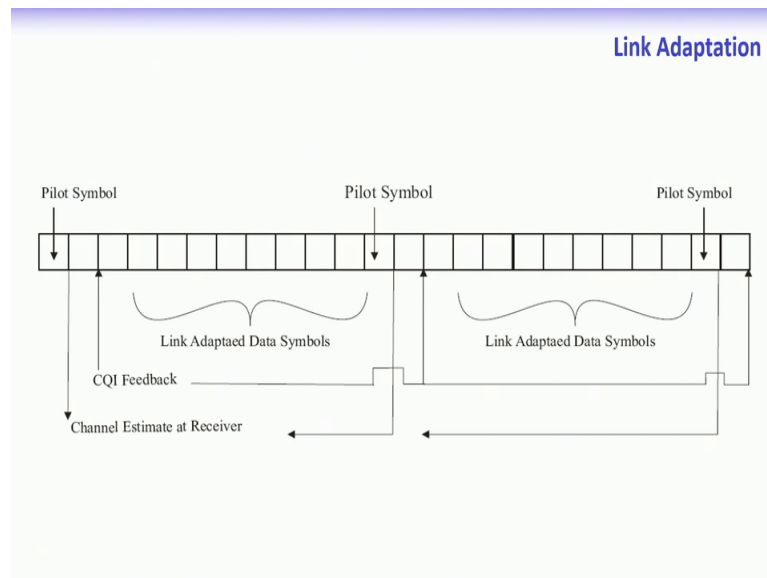 Link Adaptation
Pilot Symbol
Pilot Symbol
Pilot Symbol
Link Adaptaed Data Symbols
Link Adaptaed Data Symbols
CQI Feedback
Channel Estimate at Receiver